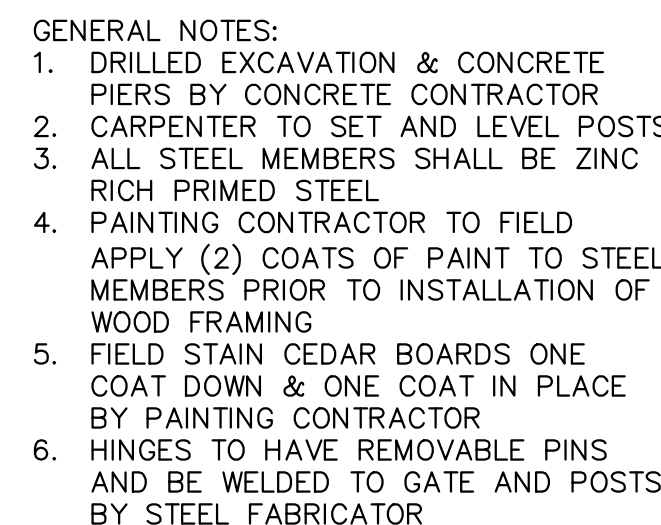 GENERAL NOTES:
1. DRILLED EXCAVATION & CONCRETE
PIERS BY CONCRETE CONTRACTOR
2. CARPENTER TO SET AND LEVEL POSTS
3. ALL STEEL MEMBERS SHALL BE ZINC
RICH PRIMED STEEL
4. PAINTING CONTRACTOR TO FIELD
APPLY (2) COATS OF PAINT TO STEEL
MEMBERS PRIOR TO INSTALLATION OF
WOOD FRAMING
5. FIELD STAIN CEDAR BOARDS ONE
COAT DOWN & ONE COAT IN PLACE
BY PAINTING CONTRACTOR
6. HINGES TO HAVE REMOVABLE PINS
AND BE WELDED TO GATE AND POSTS
BY STEEL FABRICATOR